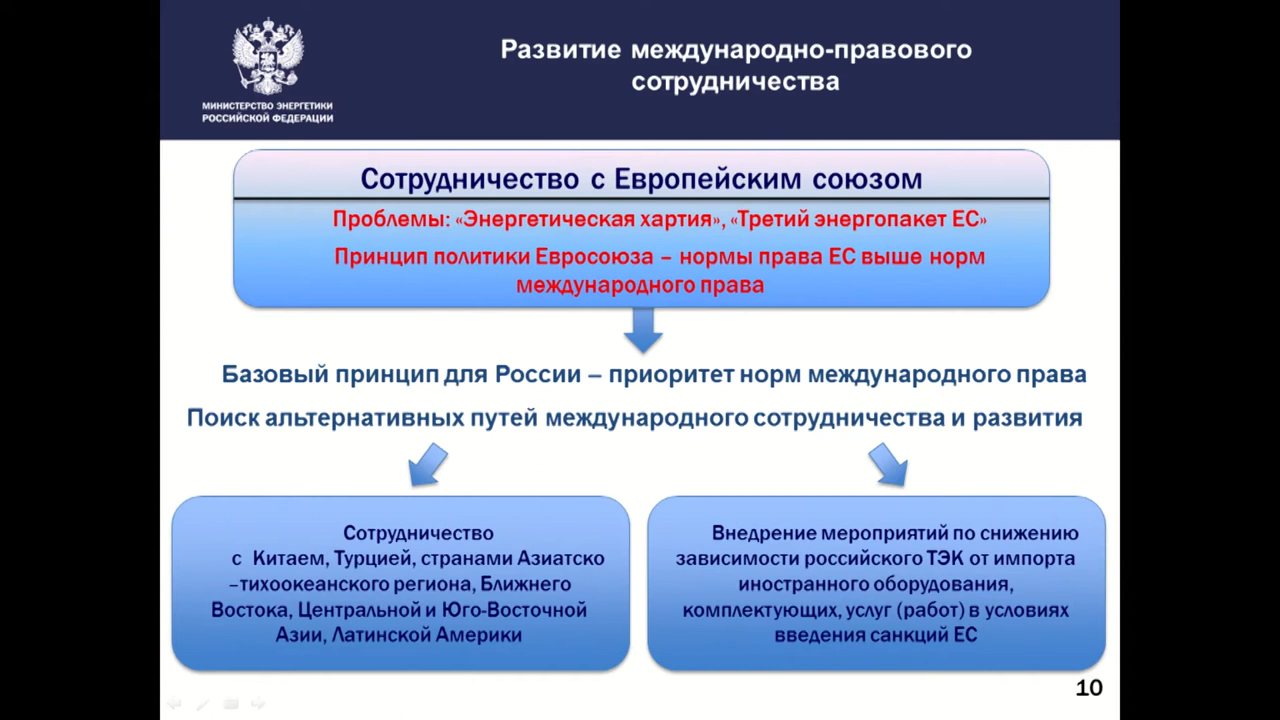 МИНИСТЕРСТВО ЭНЕРГЕТИКИ
РОССИЙСКОЙ ФЕДЕРАЦИИ
Развитие международно-правового
сотрудничества
Сотрудничество с Европейским союзом
Проблемы: «Энергетическая хартия», «Третий энергопакет ЕС»
Принцип политики Евросоюза – нормы права ЕС выше норм
международного права
Базовый принцип для России – приоритет норм международного права
Поиск альтернативных путей международного сотрудничества и развития
Сотрудничество
с Китаем, Турцией, странами Азиатско
–тихоокеанского региона, Ближнего
Востока, Центральной и Юго-Восточной
Азии, Латинской Америки
Внедрение мероприятий по снижению
зависимости российского ТЭК от импорта
иностранного оборудования,
комплектующих, услуг (работ) в условиях
введения санкций ЕС
10